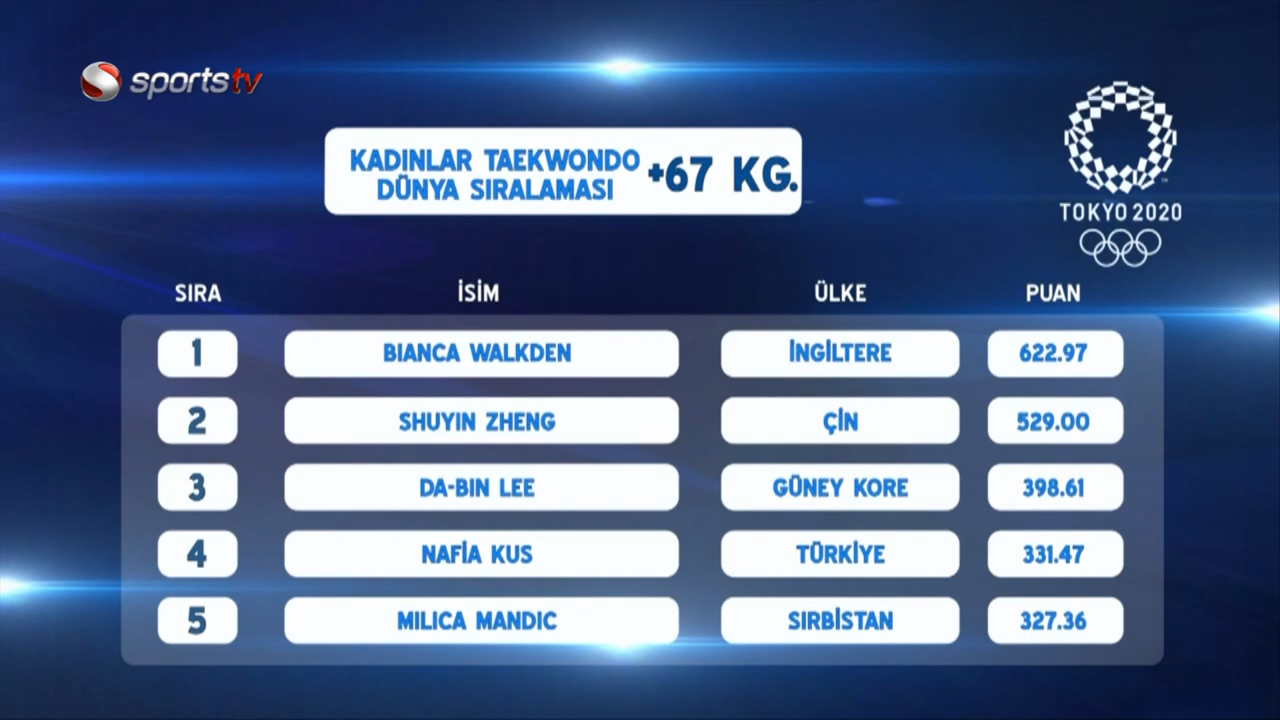 sportstv
KADINLAR TAEKWONDO
DÜNYA SIRALAMASI
+67 KG.
TOKYO 2020
SIRA İSİM ÜLKE PUAN
1 BIANCA WALKDEN İNGİLTERE 622.97
2 SHUYIN ZHENG ÇİN 529.00
3 DA-BIN LEE GÜNEY KORE 398.61
4 NAFİA KUS TÜRKİYE 331.47
5 MILICA MANDIC SIRBİSTAN 327.36